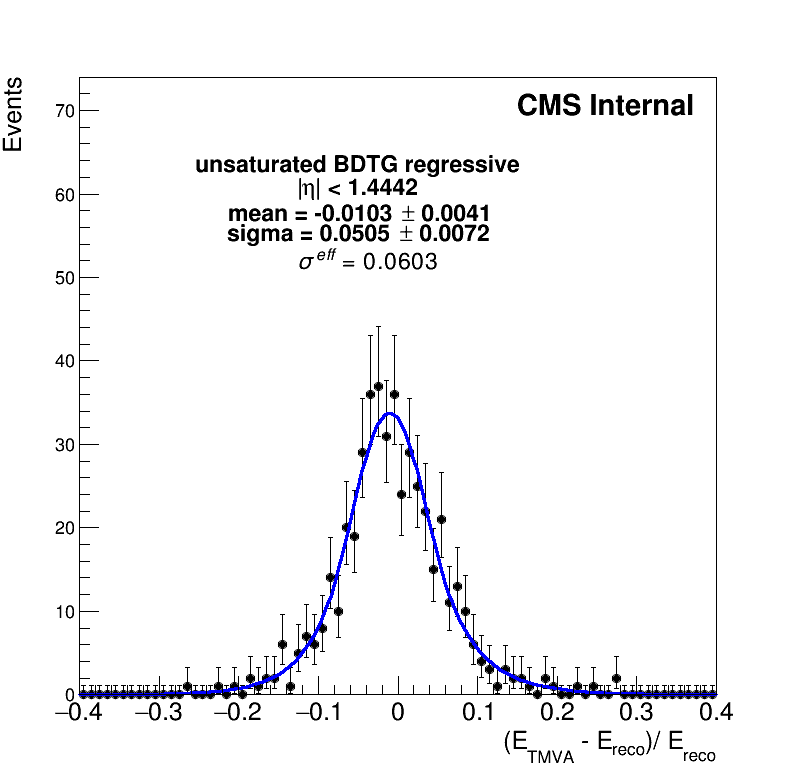 Events
70
60
50
40
30
20
10
0
CMS Internal
unsaturated BDTG regressive
|η| < 1.4442
mean = -0.0103 ± 0.0041
sigma = 0.0505 ± 0.0072
σ^eff = 0.0603
−0.4 −0.3 −0.2 −0.1 0 0.1 0.2 0.3 0.4
(E_TMVA - E_reco)/ E_reco